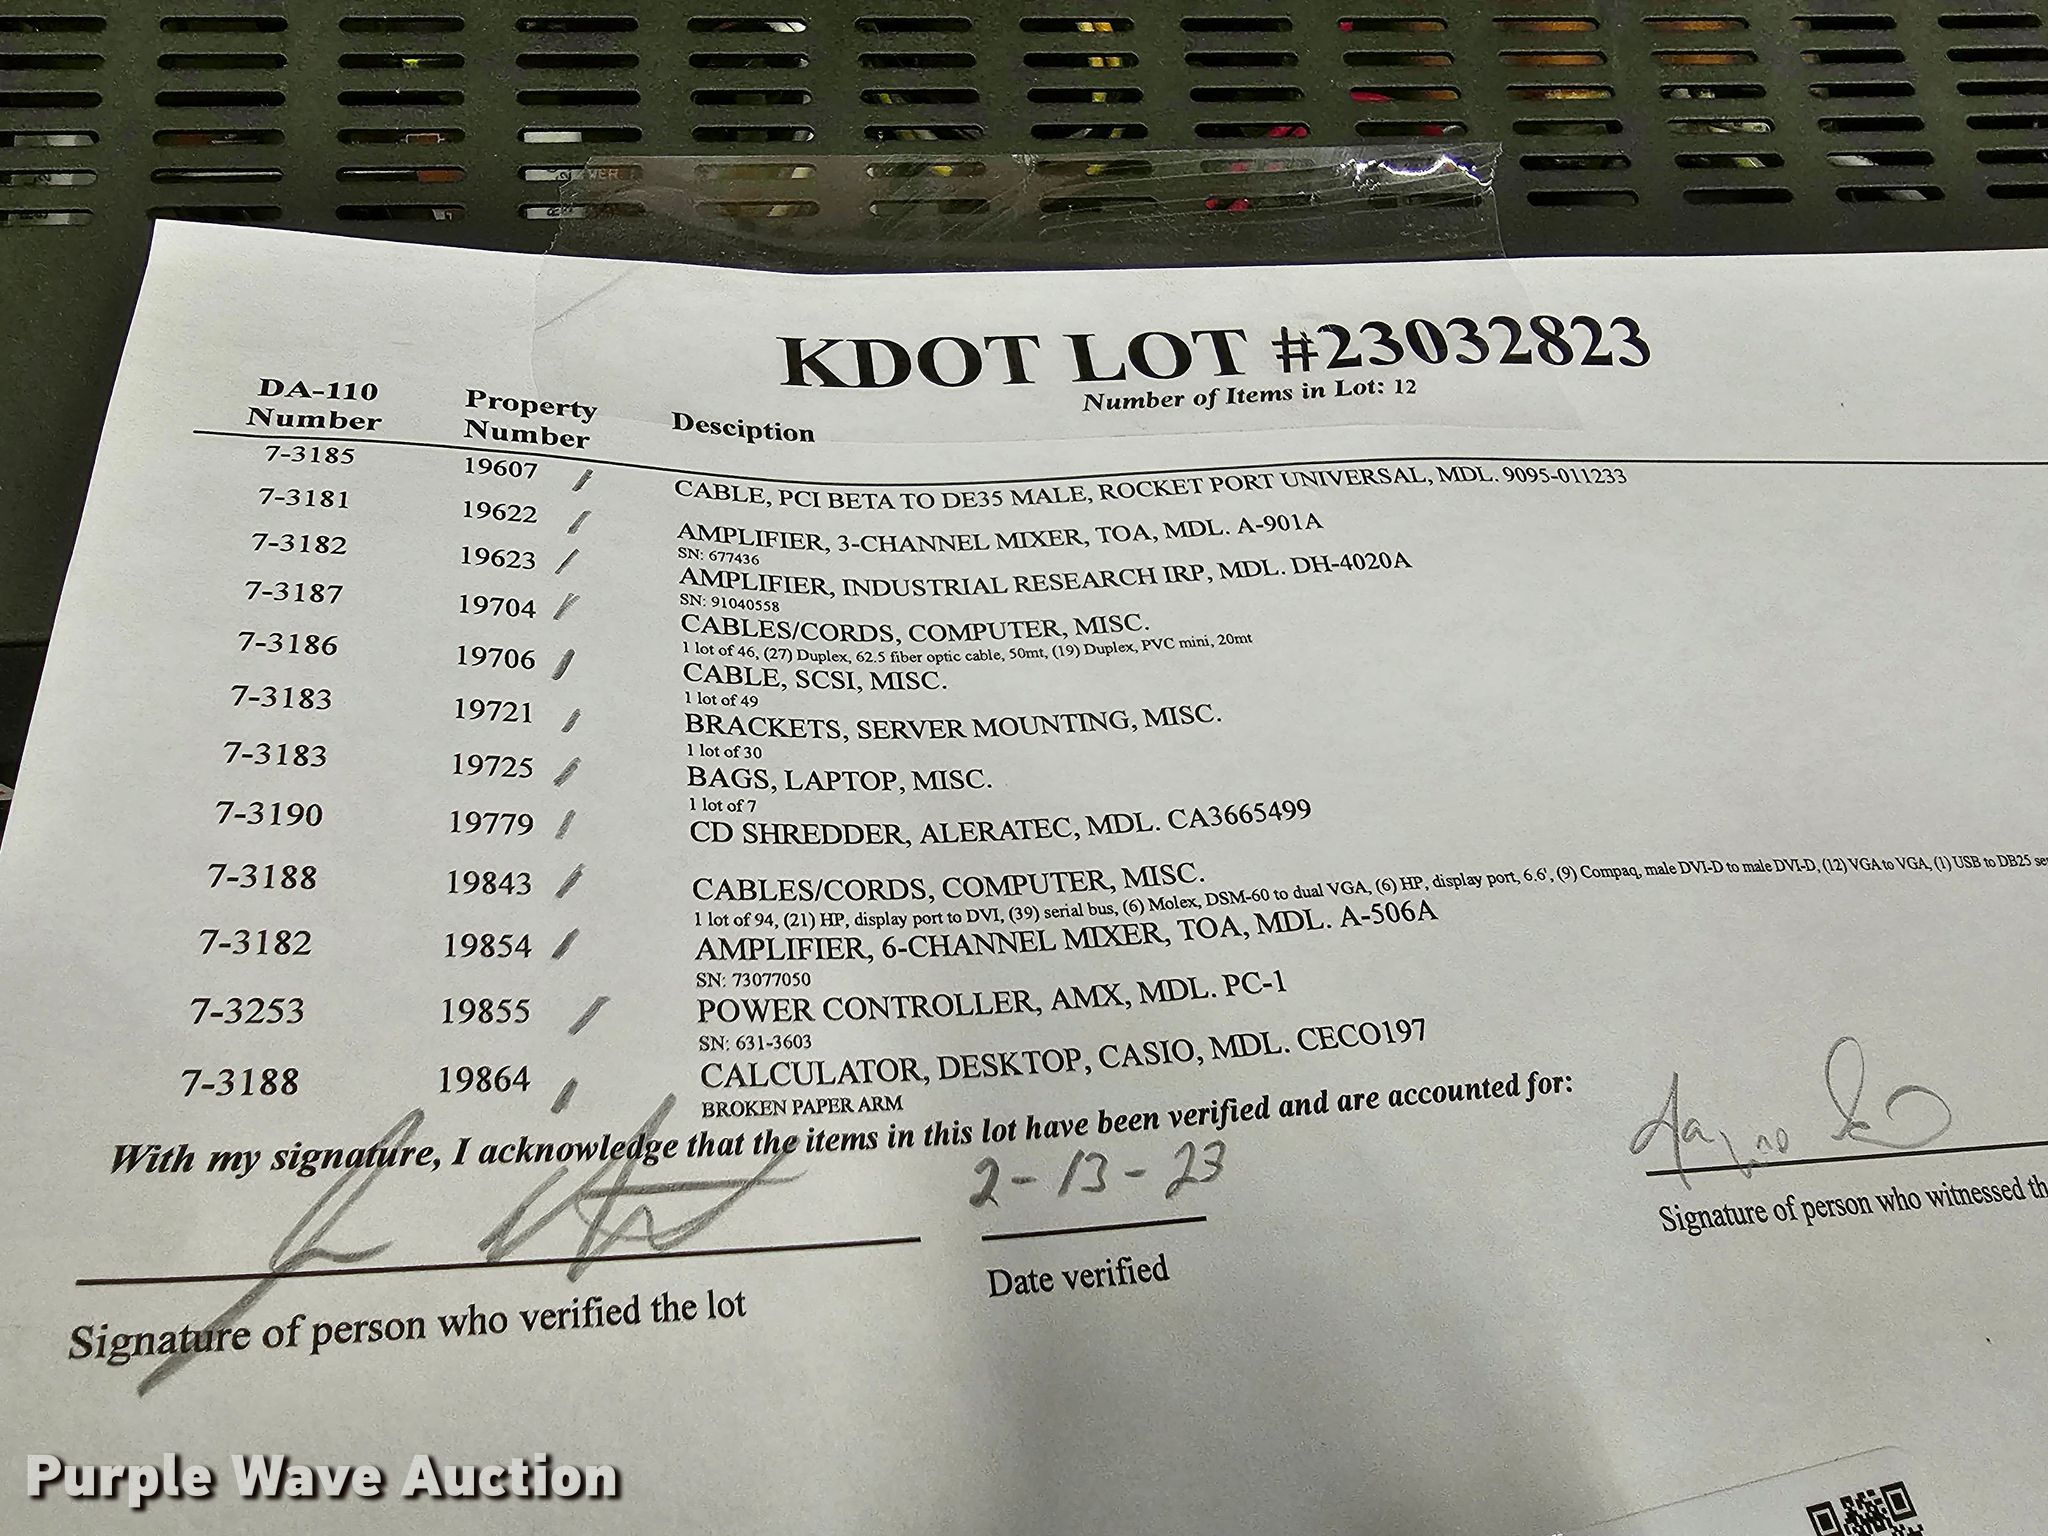 KDOT LOT #23032823
Number of Items in Lot: 12
DA-110 Number Property Number Desciption
7-3185 19607 CABLE, PCI BETA TO DE35 MALE, ROCKET PORT UNIVERSAL, MDL. 9095-011233
7-3181 19622 AMPLIFIER, 3-CHANNEL MIXER, TOA, MDL. A-901A
SN: 677436
7-3182 19623 AMPLIFIER, INDUSTRIAL RESEARCH IRP, MDL. DH-4020A
SN: 91040558
7-3187 19704 CABLES/CORDS, COMPUTER, MISC.
1 lot of 46, (27) Duplex, 62.5 fiber optic cable, 50mt, (19) Duplex, PVC mini, 20mt
7-3186 19706 CABLE, SCSI, MISC.
1 lot of 49
7-3183 19721 BRACKETS, SERVER MOUNTING, MISC.
1 lot of 30
7-3183 19725 BAGS, LAPTOP, MISC.
1 lot of 7
7-3190 19779 CD SHREDDER, ALERATEC, MDL. CA3665499
7-3188 19843 CABLES/CORDS, COMPUTER, MISC.
1 lot of 94, (21) HP, display port to DVI, (39) serial bus, (6) Molex, DSM-60 to dual VGA, (6) HP, display port, 6.6', (9) Compaq, male DVI-D to male DVI-D, (12) VGA to VGA, (1) USB to DB25
7-3182 19854 AMPLIFIER, 6-CHANNEL MIXER, TOA, MDL. A-506A
SN: 73077050
7-3253 19855 POWER CONTROLLER, AMX, MDL. PC-1
SN: 631-3603
7-3188 19864 CALCULATOR, DESKTOP, CASIO, MDL. CECO197
BROKEN PAPER ARM
With my signature, I acknowledge that the items in this lot have been verified and are accounted for:
2-13-23
Signature of person who verified the lot
Date verified
Signature of person who witnessed
Purple Wave Auction